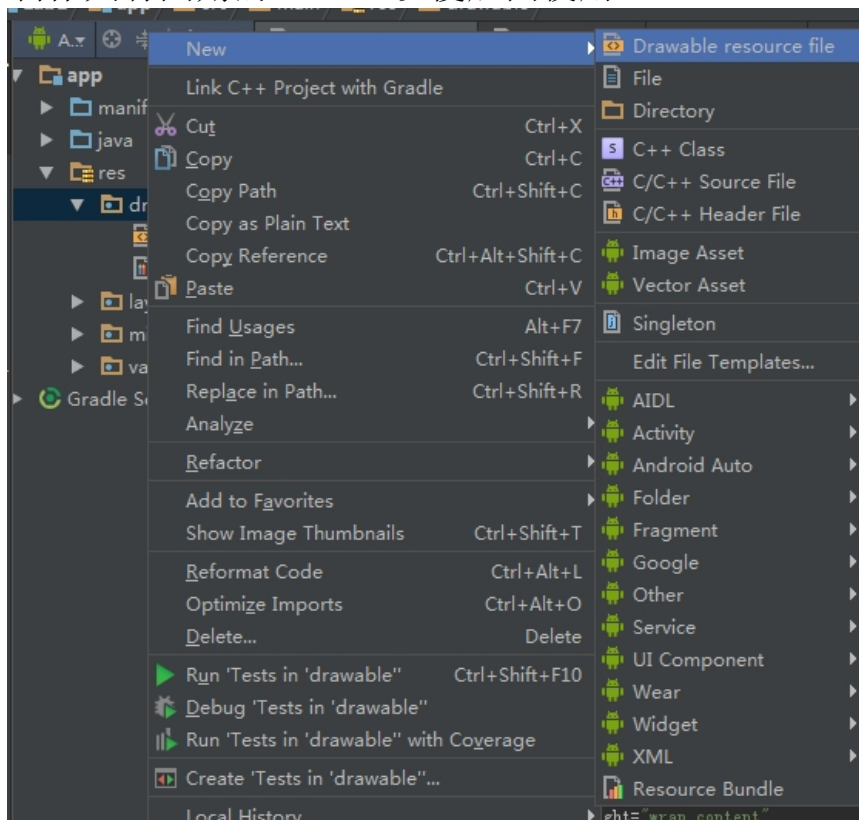 A...
app
manif
java
res
dr
lay
m
va
Gradle S
New
Link C++ Project with Gradle
Cut Ctrl+X
Copy Ctrl+C
Copy Path Ctrl+Shift+C
Copy as Plain Text
Copy Reference Ctrl+Alt+Shift+C
Paste Ctrl+V
Find Usages Alt+F7
Find in Path... Ctrl+Shift+F
Replace in Path... Ctrl+Shift+R
Analyze
Refactor
Add to Favorites
Show Image Thumbnails Ctrl+Shift+T
Reformat Code Ctrl+Alt+L
Optimize Imports Ctrl+Alt+O
Delete... Delete
Run 'Tests in 'drawable'' Ctrl+Shift+F10
Debug 'Tests in 'drawable''
Run 'Tests in 'drawable'' with Coverage
Create 'Tests in 'drawable''...
Local History
Drawable resource file
File
Directory
C++ Class
C/C++ Source File
C/C++ Header File
Image Asset
Vector Asset
Singleton
Edit File Templates...
AIDL
Activity
Android Auto
Folder
Fragment
Google
Other
Service
UI Component
Wear
Widget
XML
Resource Bundle
ght="wrap_content"